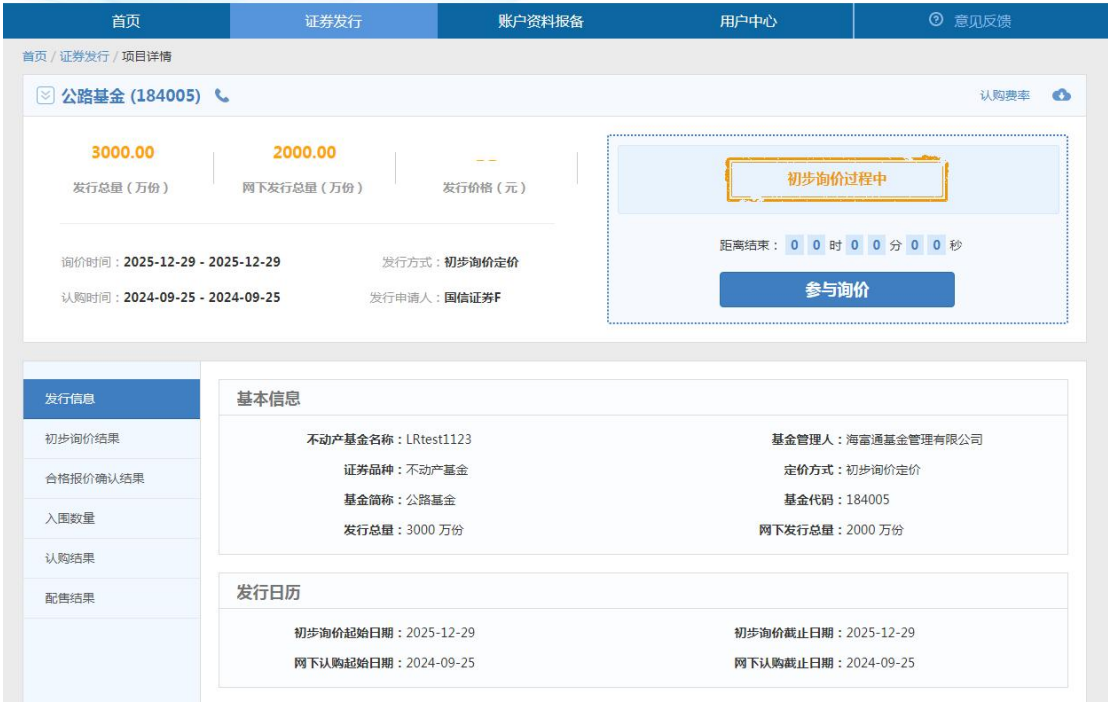 首页 证券发行 账户资料报备 用户中心 意见反馈
首页 / 证券发行 / 项目详情
公路基金 (184005) 认购费率
3000.00 2000.00 --
发行总量（万份） 网下发行总量（万份） 发行价格（元）
初步询价过程中
距离结束： 0 0 时 0 0 分 0 0 秒
询价时间：2025-12-29 - 2025-12-29 发行方式：初步询价定价
认购时间：2024-09-25 - 2024-09-25 发行申请人：国信证券F
参与询价
发行信息
初步询价结果
合格报价确认结果
入围数量
认购结果
配售结果
基本信息
不动产基金名称：LRtest1123 基金管理人：海富通基金管理有限公司
证券品种：不动产基金 定价方式：初步询价定价
基金简称：公路基金 基金代码：184005
发行总量：3000 万份 网下发行总量：2000 万份
发行日历
初步询价起始日期：2025-12-29 初步询价截止日期：2025-12-29
网下认购起始日期：2024-09-25 网下认购截止日期：2024-09-25